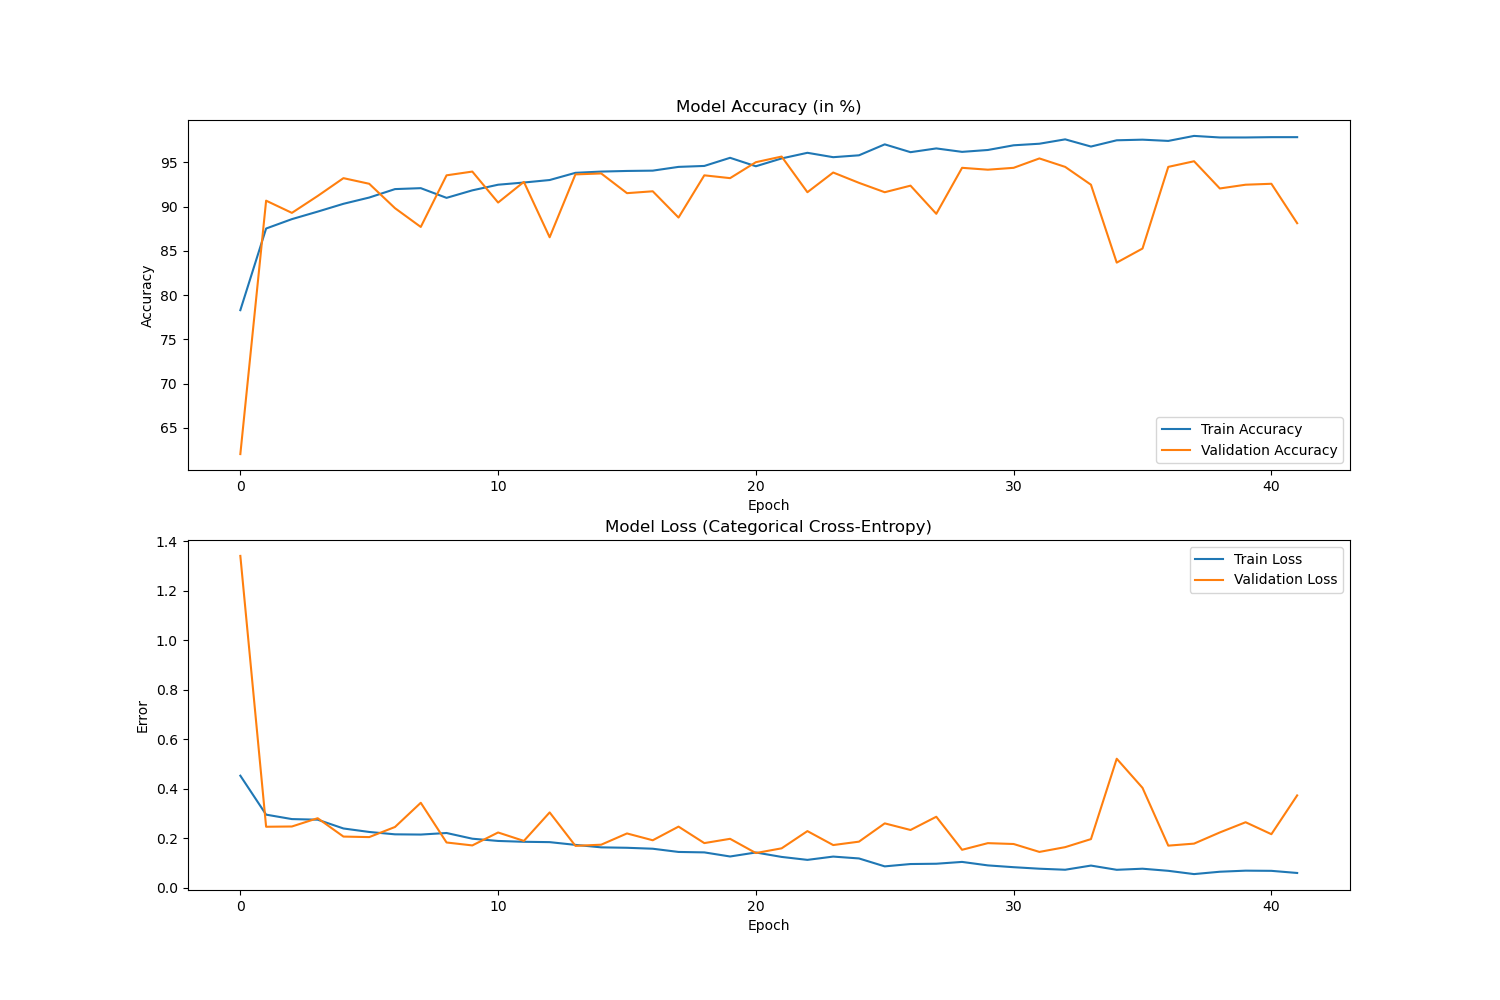 Model Accuracy (in %)
Accuracy
95
90
85
80
75
70
65
Train Accuracy
Validation Accuracy
0 10 20 30 40
Epoch
Model Loss (Categorical Cross-Entropy)
Error
1.4
1.2
1.0
0.8
0.6
0.4
0.2
0.0
Train Loss
Validation Loss
0 10 20 30 40
Epoch